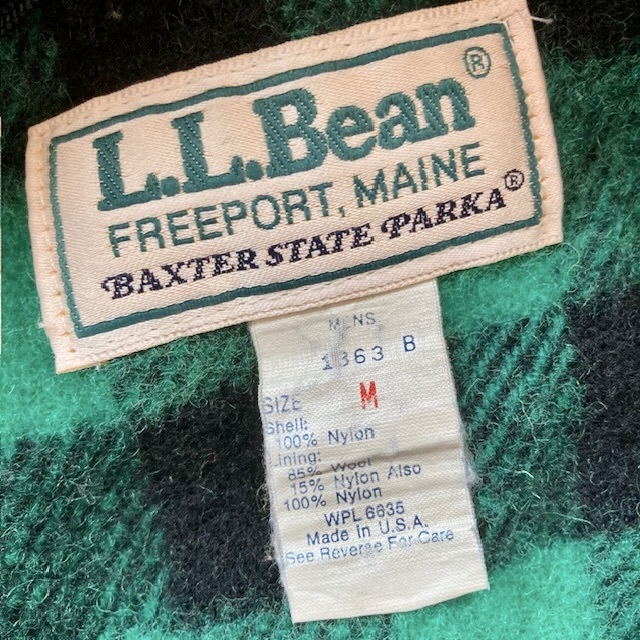 L.L.Bean®
FREEPORT, MAINE
BAXTER STATE PARKA®
MENS
1363 B
SIZE M
Shell:
100% Nylon
Lining:
85% Wool
15% Nylon Also
100% Nylon
WPL 6635
Made In U.S.A.
See Reverse For Care